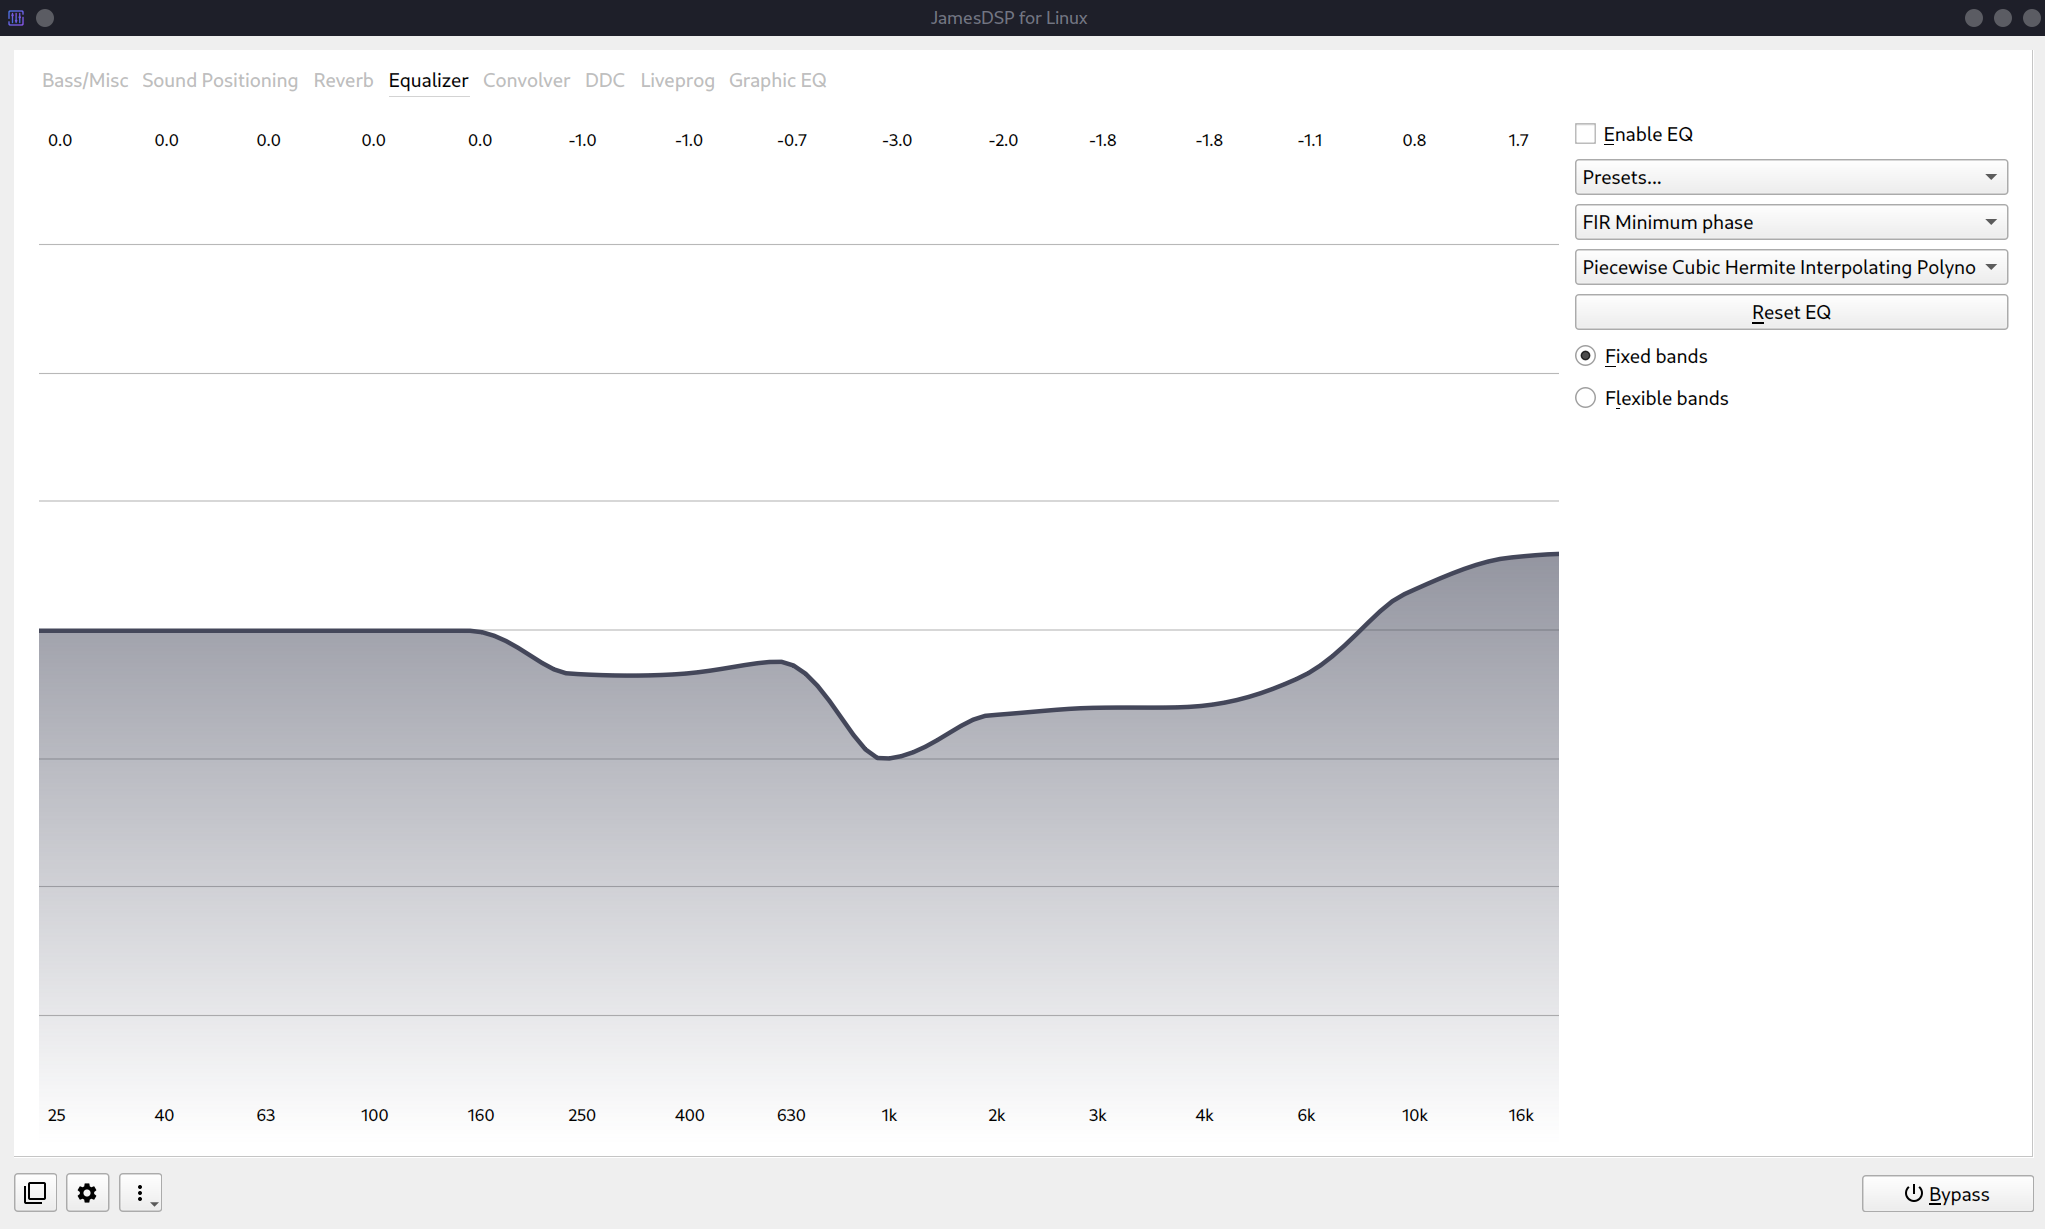 JamesDSP for Linux
Bass/Misc Sound Positioning Reverb Equalizer Convolver DDC Liveprog Graphic EQ
0.0 0.0 0.0 0.0 0.0 -1.0 -1.0 -0.7 -3.0 -2.0 -1.8 -1.8 -1.1 0.8 1.7
Enable EQ
Presets...
FIR Minimum phase
Piecewise Cubic Hermite Interpolating Polyno
Reset EQ
Fixed bands
Flexible bands
25 40 63 100 160 250 400 630 1k 2k 3k 4k 6k 10k 16k
Bypass